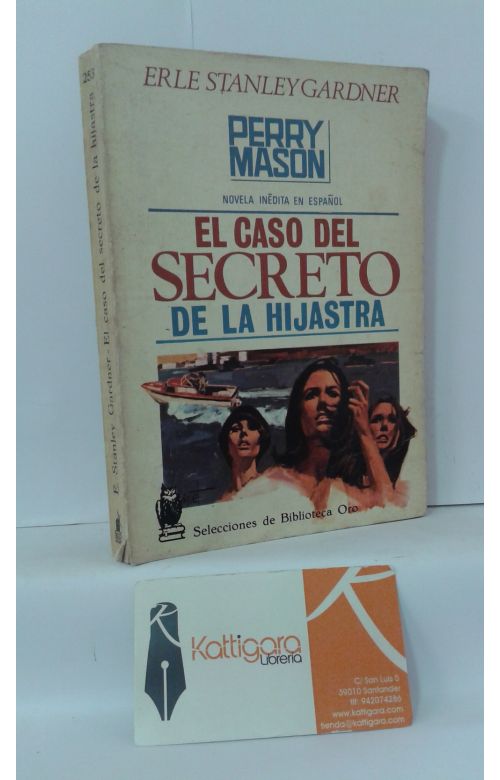 253
E. Stanley Gardner - El caso del secreto de la hijastra
ERLE STANLEY GARDNER
PERRY
MASON
NOVELA INÉDITA EN ESPAÑOL
EL CASO DEL
SECRETO
DE LA HIJASTRA
Selecciones de Biblioteca Oro
K
Kattigara
Librería
K
C/ San Luis 5
39010 Santander
tlf: 942074286
www.kattigara.com
tienda@kattigara.com